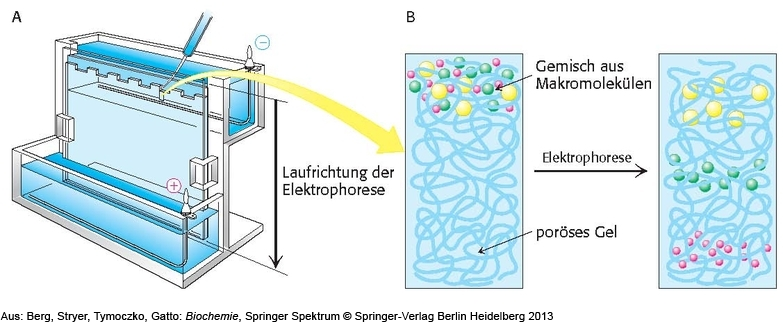 A
−
+
Laufrichtung der
Elektrophorese
B
Gemisch aus
Makromolekülen
Elektrophorese
poröses Gel
Aus: Berg, Stryer, Tymoczko, Gatto: Biochemie, Springer Spektrum © Springer-Verlag Berlin Heidelberg 2013